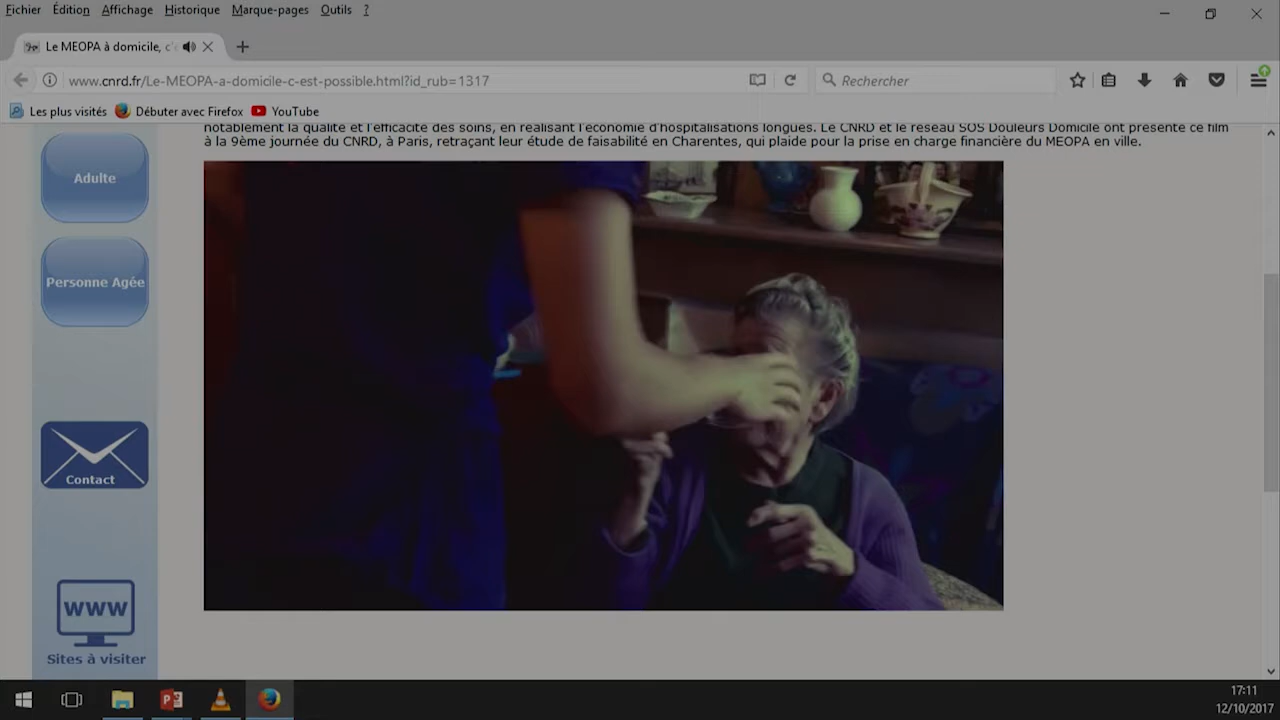 Fichier Édition Affichage Historique Marque-pages Outils ?
Le MEOPA à domicile, c'e
www.cnrd.fr/Le-MEOPA-a-domicile-c-est-possible.html?id_rub=1317
Rechercher
Les plus visités Débuter avec Firefox YouTube
notablement la qualité et l'efficacité des soins, en réalisant l'économie d'hospitalisations longues. Le CNRD et le réseau SOS Douleurs Domicile ont présenté ce film
à la 9ème journée du CNRD, à Paris, retraçant leur étude de faisabilité en Charentes, qui plaide pour la prise en charge financière du MEOPA en ville.
Adulte
Personne Agée
Contact
WWW
Sites à visiter
17:11
12/10/2017